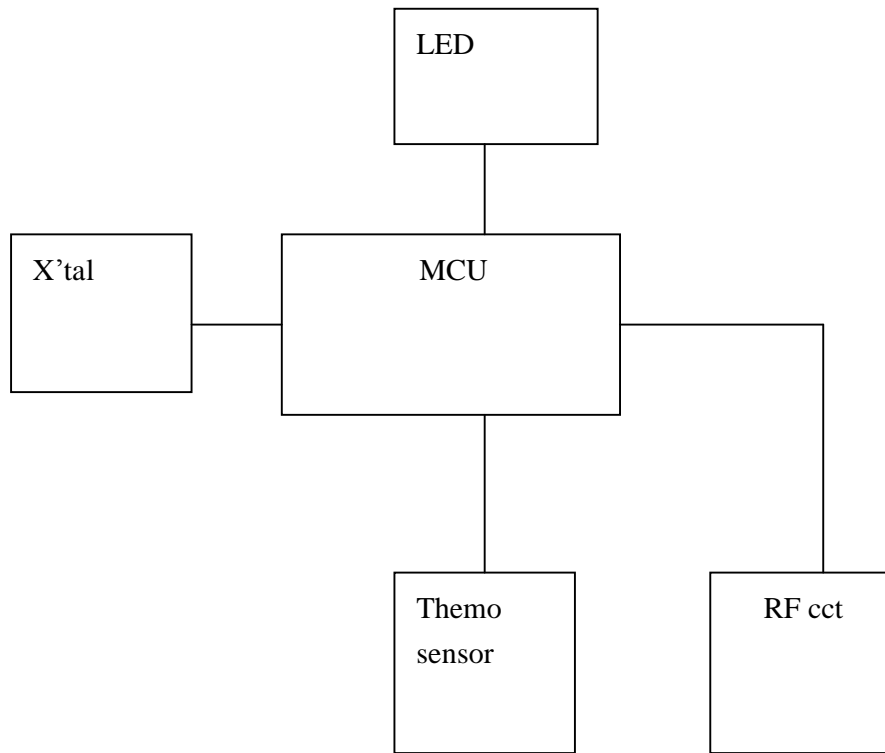 LED
X’tal
MCU
Themo
sensor
RF cct